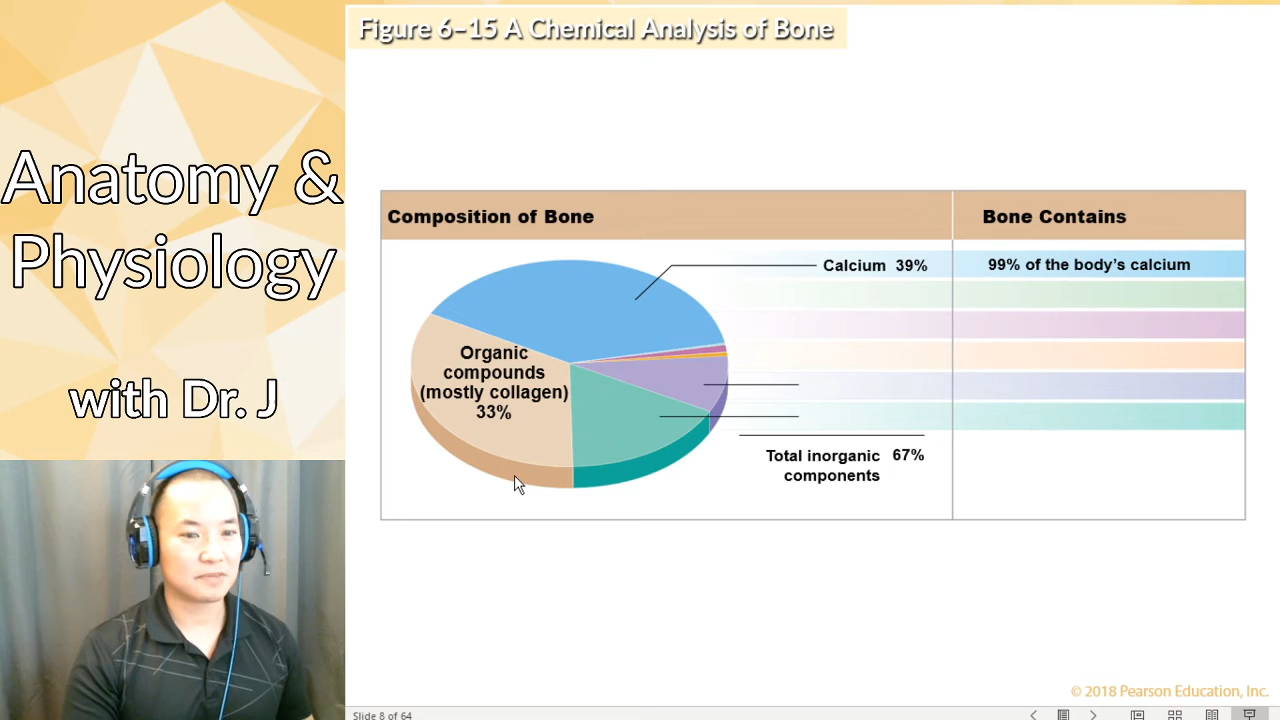 Anatomy &
Physiology
with Dr. J
Figure 6–15 A Chemical Analysis of Bone
Composition of Bone
Bone Contains
Calcium 39%
99% of the body's calcium
Organic
compounds
(mostly collagen)
33%
Total inorganic 67%
components
© 2018 Pearson Education, Inc.
Slide 8 of 64